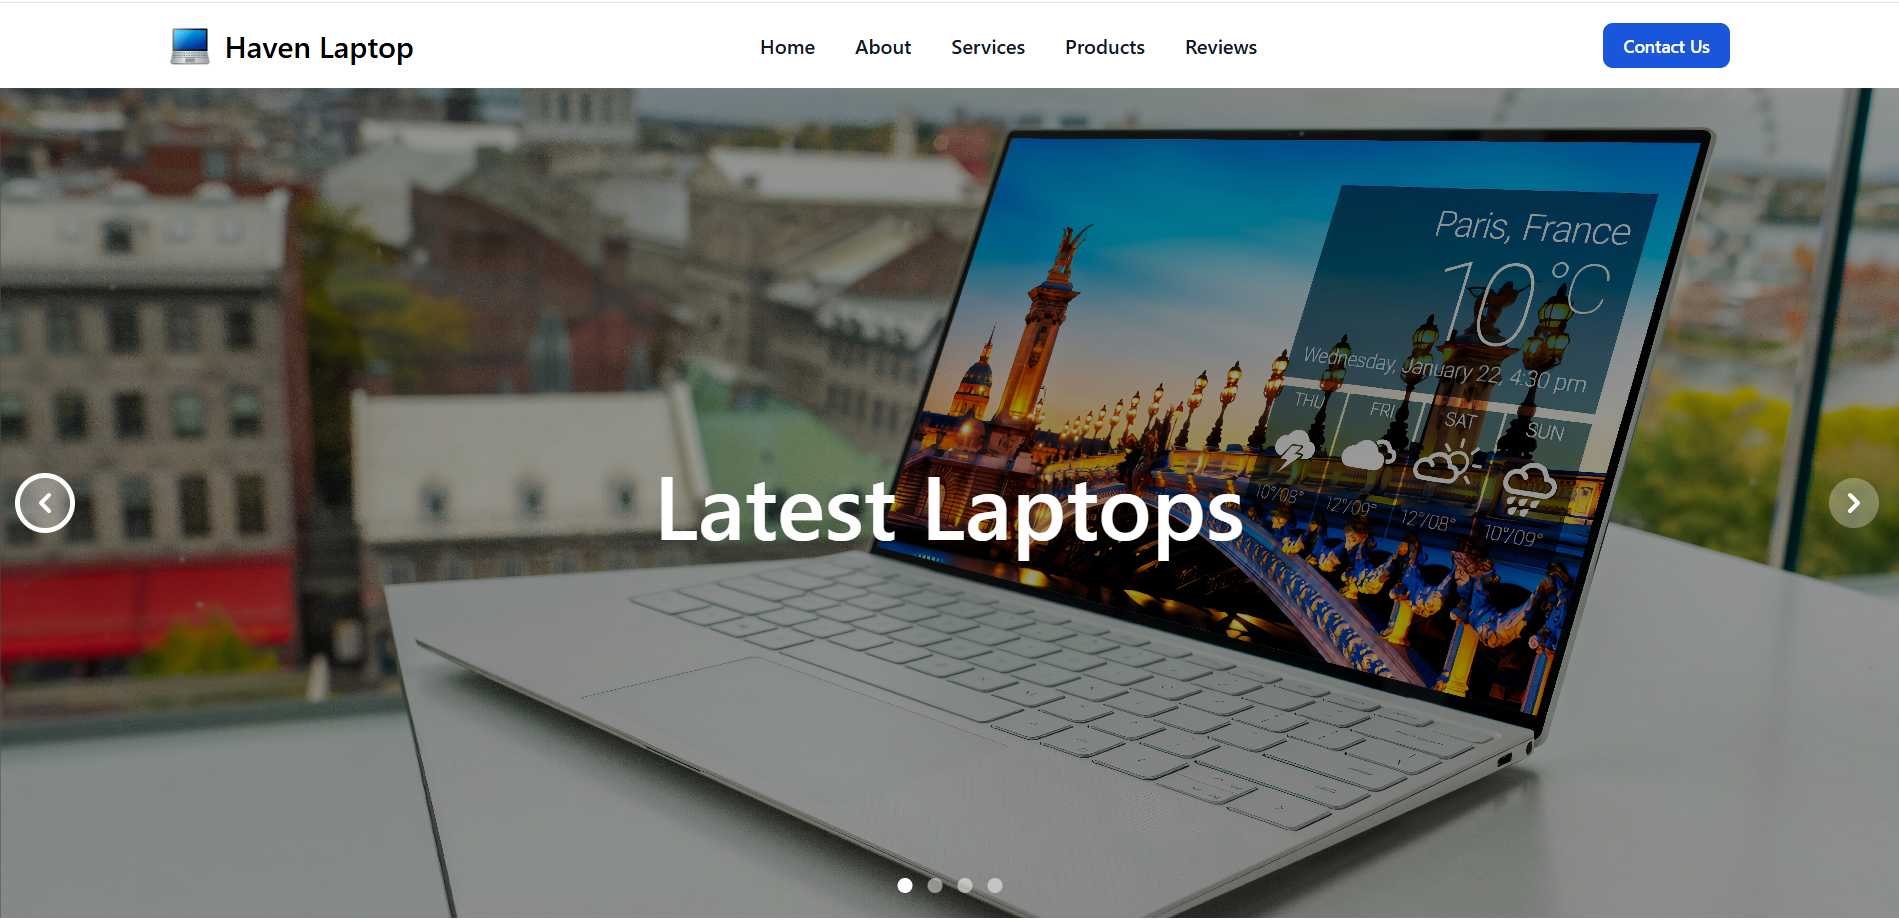 Haven Laptop
Home About Services Products Reviews
Contact Us
Paris, France
10°C
Wednesday, January 22, 4:30 pm
THU FRI SAT SUN
10°/08° 12°/09° 12°/08° 10°/09°
Latest Laptops